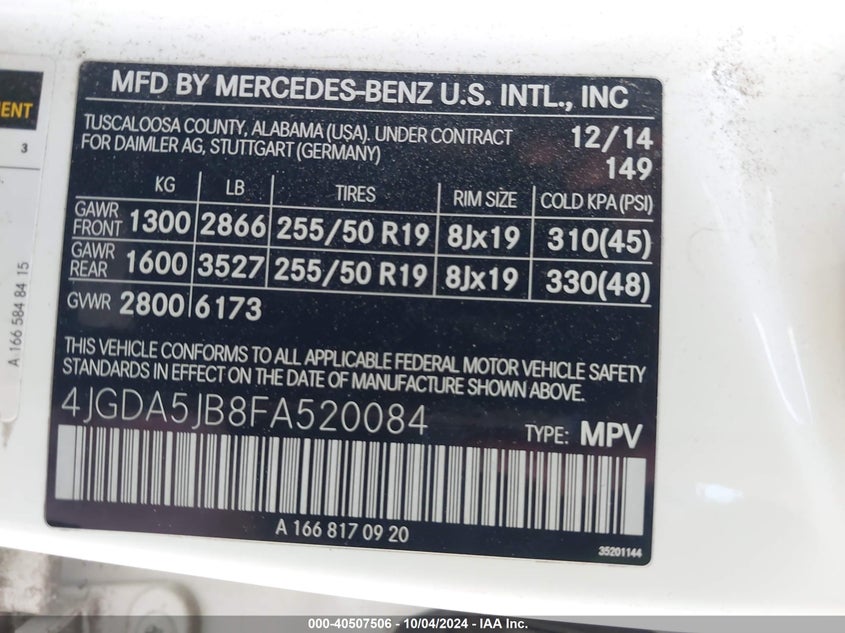 MENT
3
A 166 584 84 15
MFD BY MERCEDES-BENZ U.S. INTL., INC
TUSCALOOSA COUNTY, ALABAMA (USA). UNDER CONTRACT 12/14
FOR DAIMLER AG, STUTTGART (GERMANY) 149
KG LB TIRES RIM SIZE COLD KPA (PSI)
GAWR FRONT 1300 2866 255/50 R19 8Jx19 310(45)
GAWR REAR 1600 3527 255/50 R19 8Jx19 330(48)
GVWR 2800 6173
THIS VEHICLE CONFORMS TO ALL APPLICABLE FEDERAL MOTOR VEHICLE SAFETY
STANDARDS IN EFFECT ON THE DATE OF MANUFACTURE SHOWN ABOVE.
4JGDA5JB8FA520084 TYPE: MPV
A 166 817 09 20
35201144
000-40507506 - 10/04/2024 - IAA Inc.